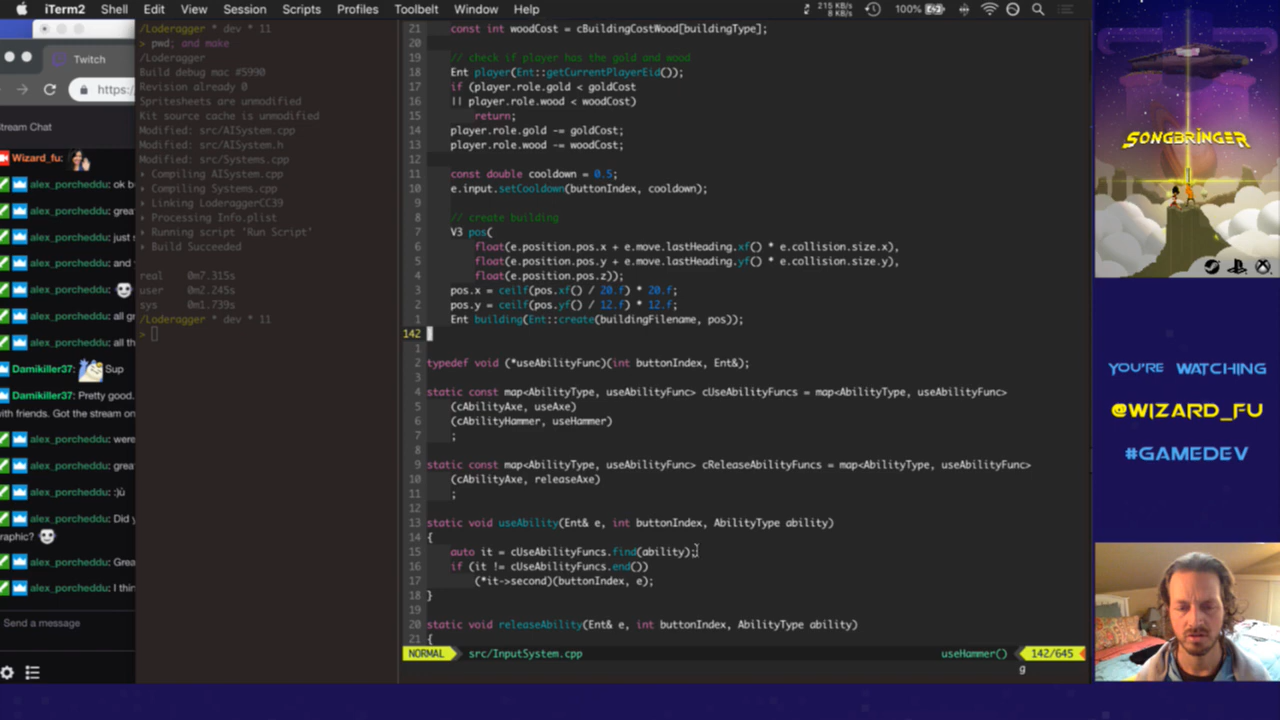 iTerm2 Shell Edit View Session Scripts Profiles Toolbelt Window Help
215 KB/s
8 KB/s
100%
Twitch
https:
tream Chat
Wizard_fu:
alex_porcheddu: ok b
alex_porcheddu: grea
alex_porcheddu: just
alex_porcheddu: and
alex_porcheddu:
alex_porcheddu: all gr
alex_porcheddu: all th
Damikiller37: Sup
Damikiller37: Pretty good.
with friends. Got the stream on
alex_porcheddu: were
alex_porcheddu: grea
alex_porcheddu: :)ù
alex_porcheddu: Did y
raphic?
alex_porcheddu: Grea
alex_porcheddu: I thin
Send a message
/Loderagger * dev * 11
> pwd; and make
/Loderagger
Build debug mac #5990
Revision already 0
Spritesheets are unmodified
Kit source cache is unmodified
Modified: src/AISystem.cpp
Modified: src/AISystem.h
Modified: src/Systems.cpp
Compiling AISystem.cpp
Compiling Systems.cpp
Linking LoderaggerCC39
Processing Info.plist
Running script 'Run Script'
Build Succeeded
real 0m7.315s
user 0m2.245s
sys 0m1.739s
/Loderagger * dev * 11
>
21 const int woodCost = cBuildingCostWood[buildingType];
20
19 // check if player has the gold and wood
18 Ent player(Ent::getCurrentPlayerEid());
17 if (player.role.gold < goldCost
16 || player.role.wood < woodCost)
15 return;
14 player.role.gold -= goldCost;
13 player.role.wood -= woodCost;
12
11 const double cooldown = 0.5;
10 e.input.setCooldown(buttonIndex, cooldown);
9
8 // create building
7 V3 pos(
6 float(e.position.pos.x + e.move.lastHeading.xf() * e.collision.size.x),
5 float(e.position.pos.y + e.move.lastHeading.yf() * e.collision.size.y),
4 float(e.position.pos.z));
3 pos.x = ceilf(pos.xf() / 20.f) * 20.f;
2 pos.y = ceilf(pos.yf() / 12.f) * 12.f;
1 Ent building(Ent::create(buildingFilename, pos));
142
1
2 typedef void (*useAbilityFunc)(int buttonIndex, Ent&);
3
4 static const map<AbilityType, useAbilityFunc> cUseAbilityFuncs = map<AbilityType, useAbilityFunc>
5 (cAbilityAxe, useAxe)
6 (cAbilityHammer, useHammer)
7 ;
8
9 static const map<AbilityType, useAbilityFunc> cReleaseAbilityFuncs = map<AbilityType, useAbilityFunc>
10 (cAbilityAxe, releaseAxe)
11 ;
12
13 static void useAbility(Ent& e, int buttonIndex, AbilityType ability)
14 {
15 auto it = cUseAbilityFuncs.find(ability);
16 if (it != cUseAbilityFuncs.end())
17 (*it->second)(buttonIndex, e);
18 }
19
20 static void releaseAbility(Ent& e, int buttonIndex, AbilityType ability)
21 {
NORMAL src/InputSystem.cpp useHammer() 142/645
g
SONGBRINGER
YOU'RE WATCHING
@WIZARD_FU
#GAMEDEV